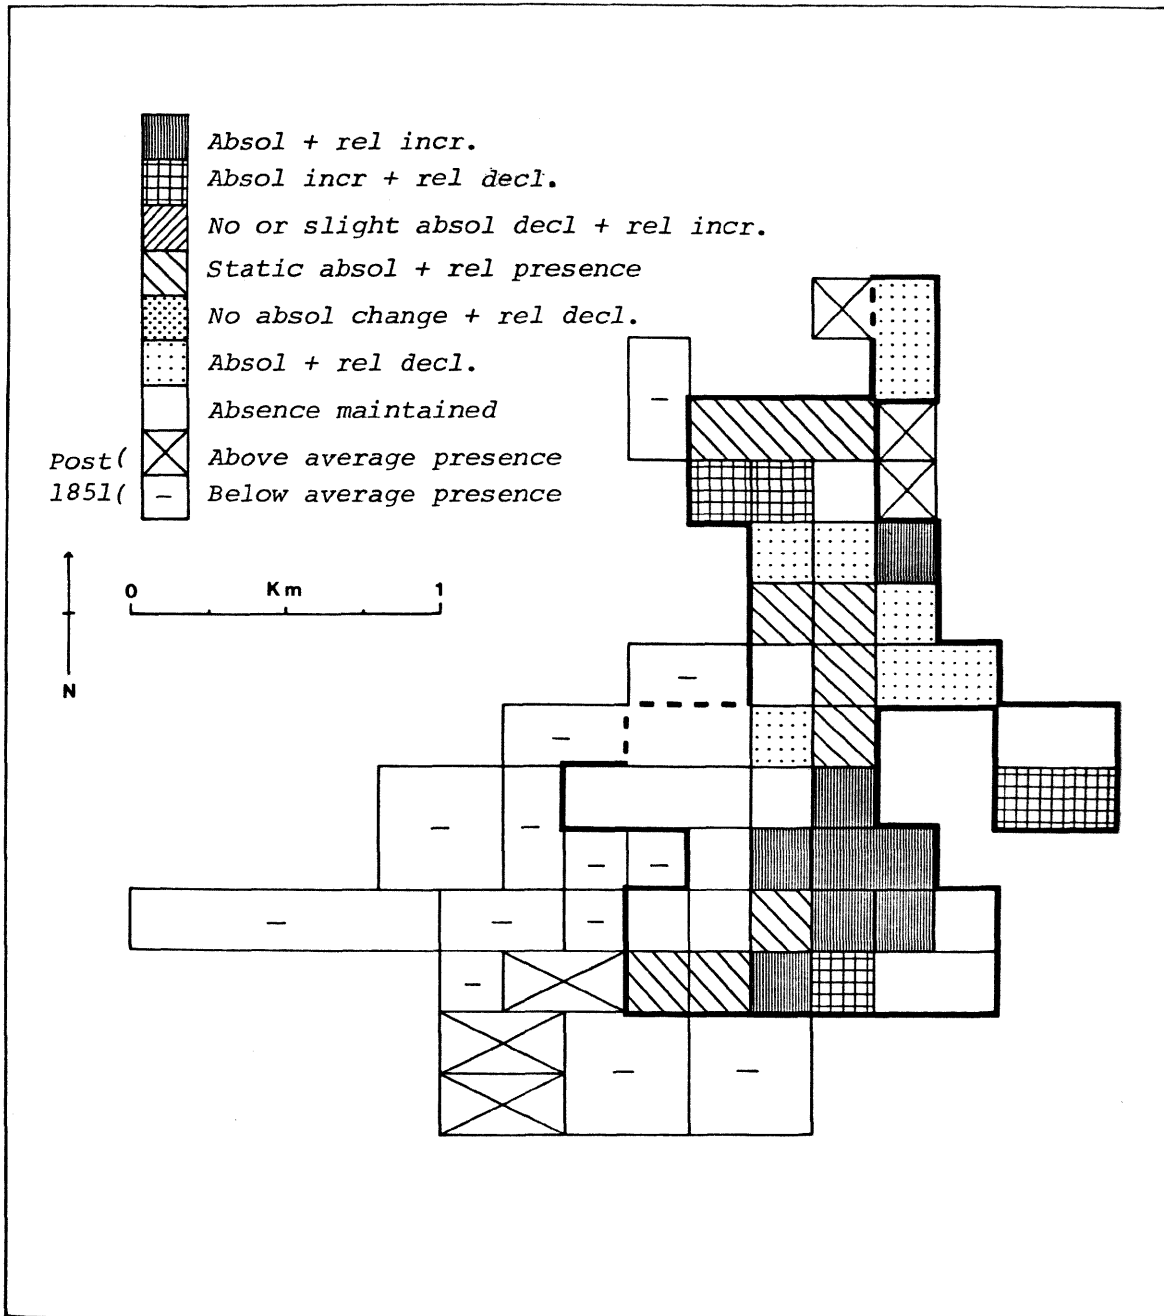 Absol + rel incr.
Absol incr + rel decl.
No or slight absol decl + rel incr.
Static absol + rel presence
No absol change + rel decl.
Absol + rel decl.
Absence maintained
Post( Above average presence
1851( Below average presence
0 Km 1
N